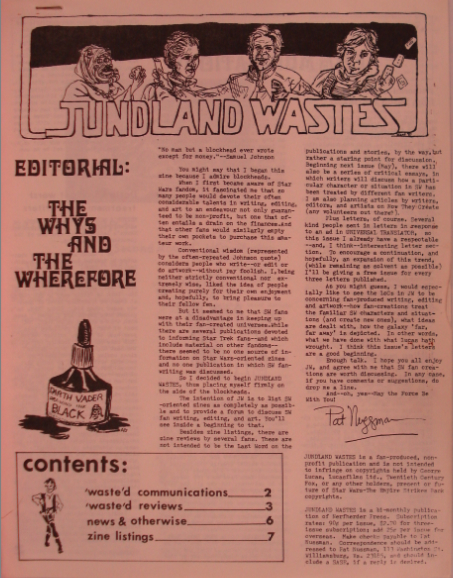 JUNDLAND WASTES
EDITORIAL:
THE
WHYS
AND
THE
WHEREFORE
DARTH VADER
BLACK
"No man but a blockhead ever wrote
except for money."—Samuel Johnson
You might way that I began this
zine because I admire blockheads.
When I first became aware of Star
Wars fandom, it fascinated me that so
many people would devote their often
considerable talents in writing, editing,
and art to an endeavour not only guaran-
teed to be non-profit, but one that of-
ten entails a drain on the finances. And
that other fans would similarly empty
their own pockets to purchase this ama-
teur work.
Conventional wisdom (represented
by the oft-repeated Johnson quote)
considers people who write—or edit or
do artwork—without pay foolish. I, being
neither strictly conventional nor ex-
tremely wise, liked the idea of people
creating purely for their own enjoyment
and, hopefully, to bring pleasure to
their fellow fans.
But it seemed to me that SW fans
were at a disadvantage in keeping up
with their fan-created universes. While
there are several publications devoted
to informing Star Trek fans—and which
include material on other fandoms—
there seemed to be no one source of in-
formation on Star Wars-oriented zines
and no one publication in which SW fan-
writing was discussed.
So I decided to begin JUNDLAND
WASTES, thus placing myself firmly on
the side of the blockheads.
The intention of JW is to list SW
-oriented zines as completely as possib-
le and to provide a forum to discuss SW
fan writing, editing, and art. You'll
see inside a beginning to that.
Besides zine listings, there are
zine reviews by several fans. These are
not intended to be the Last Word on the
publications and stories, by the way, but
rather a starting point for discussion.
Beginning next issue (May), there will
also be a series of critical essays, in
which writers will discuss how a parti-
cular character or situation in SW has
been treated by different fan writers.
I am also planning articles by writers,
editors, and artists on how They Create
(any volunteers out there?).
Plus letters, of course. Several
kind people sent in letters in response
to an ad in UNIVERSAL TRANSLATOR, so
this issue I already have a respectable
—and, I think—interesting letter sec-
tion. To encourage a continuation, and
hopefully, an expansion of this trend,
(while remaining as solvent as possible)
I'll be giving a free issue for every
three letters published.
As you might guess, I would espec-
ially like to see the LoCs in JW to be
concerning fan-produced writing, editing
and artwork—how fan-creations treat
the familiar SW characters and situat-
ions (and create new ones), what ideas
are dealt with, how the galaxy 'far,
far away' is depicted. In other words,
what we have done with what Lucas hath
wrought. I think this issue's letters
are a good beginning.
Enough talk. I hope you all enjoy
JW, and agree with me that SW fan crea-
tions are worth discussing. In any case,
if you have comments or suggestions, do
drop me a line.
And—oh, yes—May the Force Be
With You!
Pat Nussman
JUNDLAND WASTES is a fan-produced, non-
profit publication and is not intended
to infringe on copyrights held by George
Lucas, Lucasfilms Ltd., Twentieth Century
Fox, or any other holders, present or fu-
ture of Star Wars-The Empire Strikes Back
copyrights.
JUNDLAND WASTES is a bi-monthly publica-
tion of Wertherder Press. Subscription
rates: 90¢ per issue, $2.70 for three-
issue subscription; add 25¢ per issue for
overseas. Make checks payable to Pat
Nussman. Correspondence should be add-
ressed to Pat Nussman,
Williamsburg, Va. 23185, and should in-
clude a SASE, if a reply is desired.
contents:
'waste'd communications 2
'waste'd reviews 3
news & otherwise 6
zine listings 7